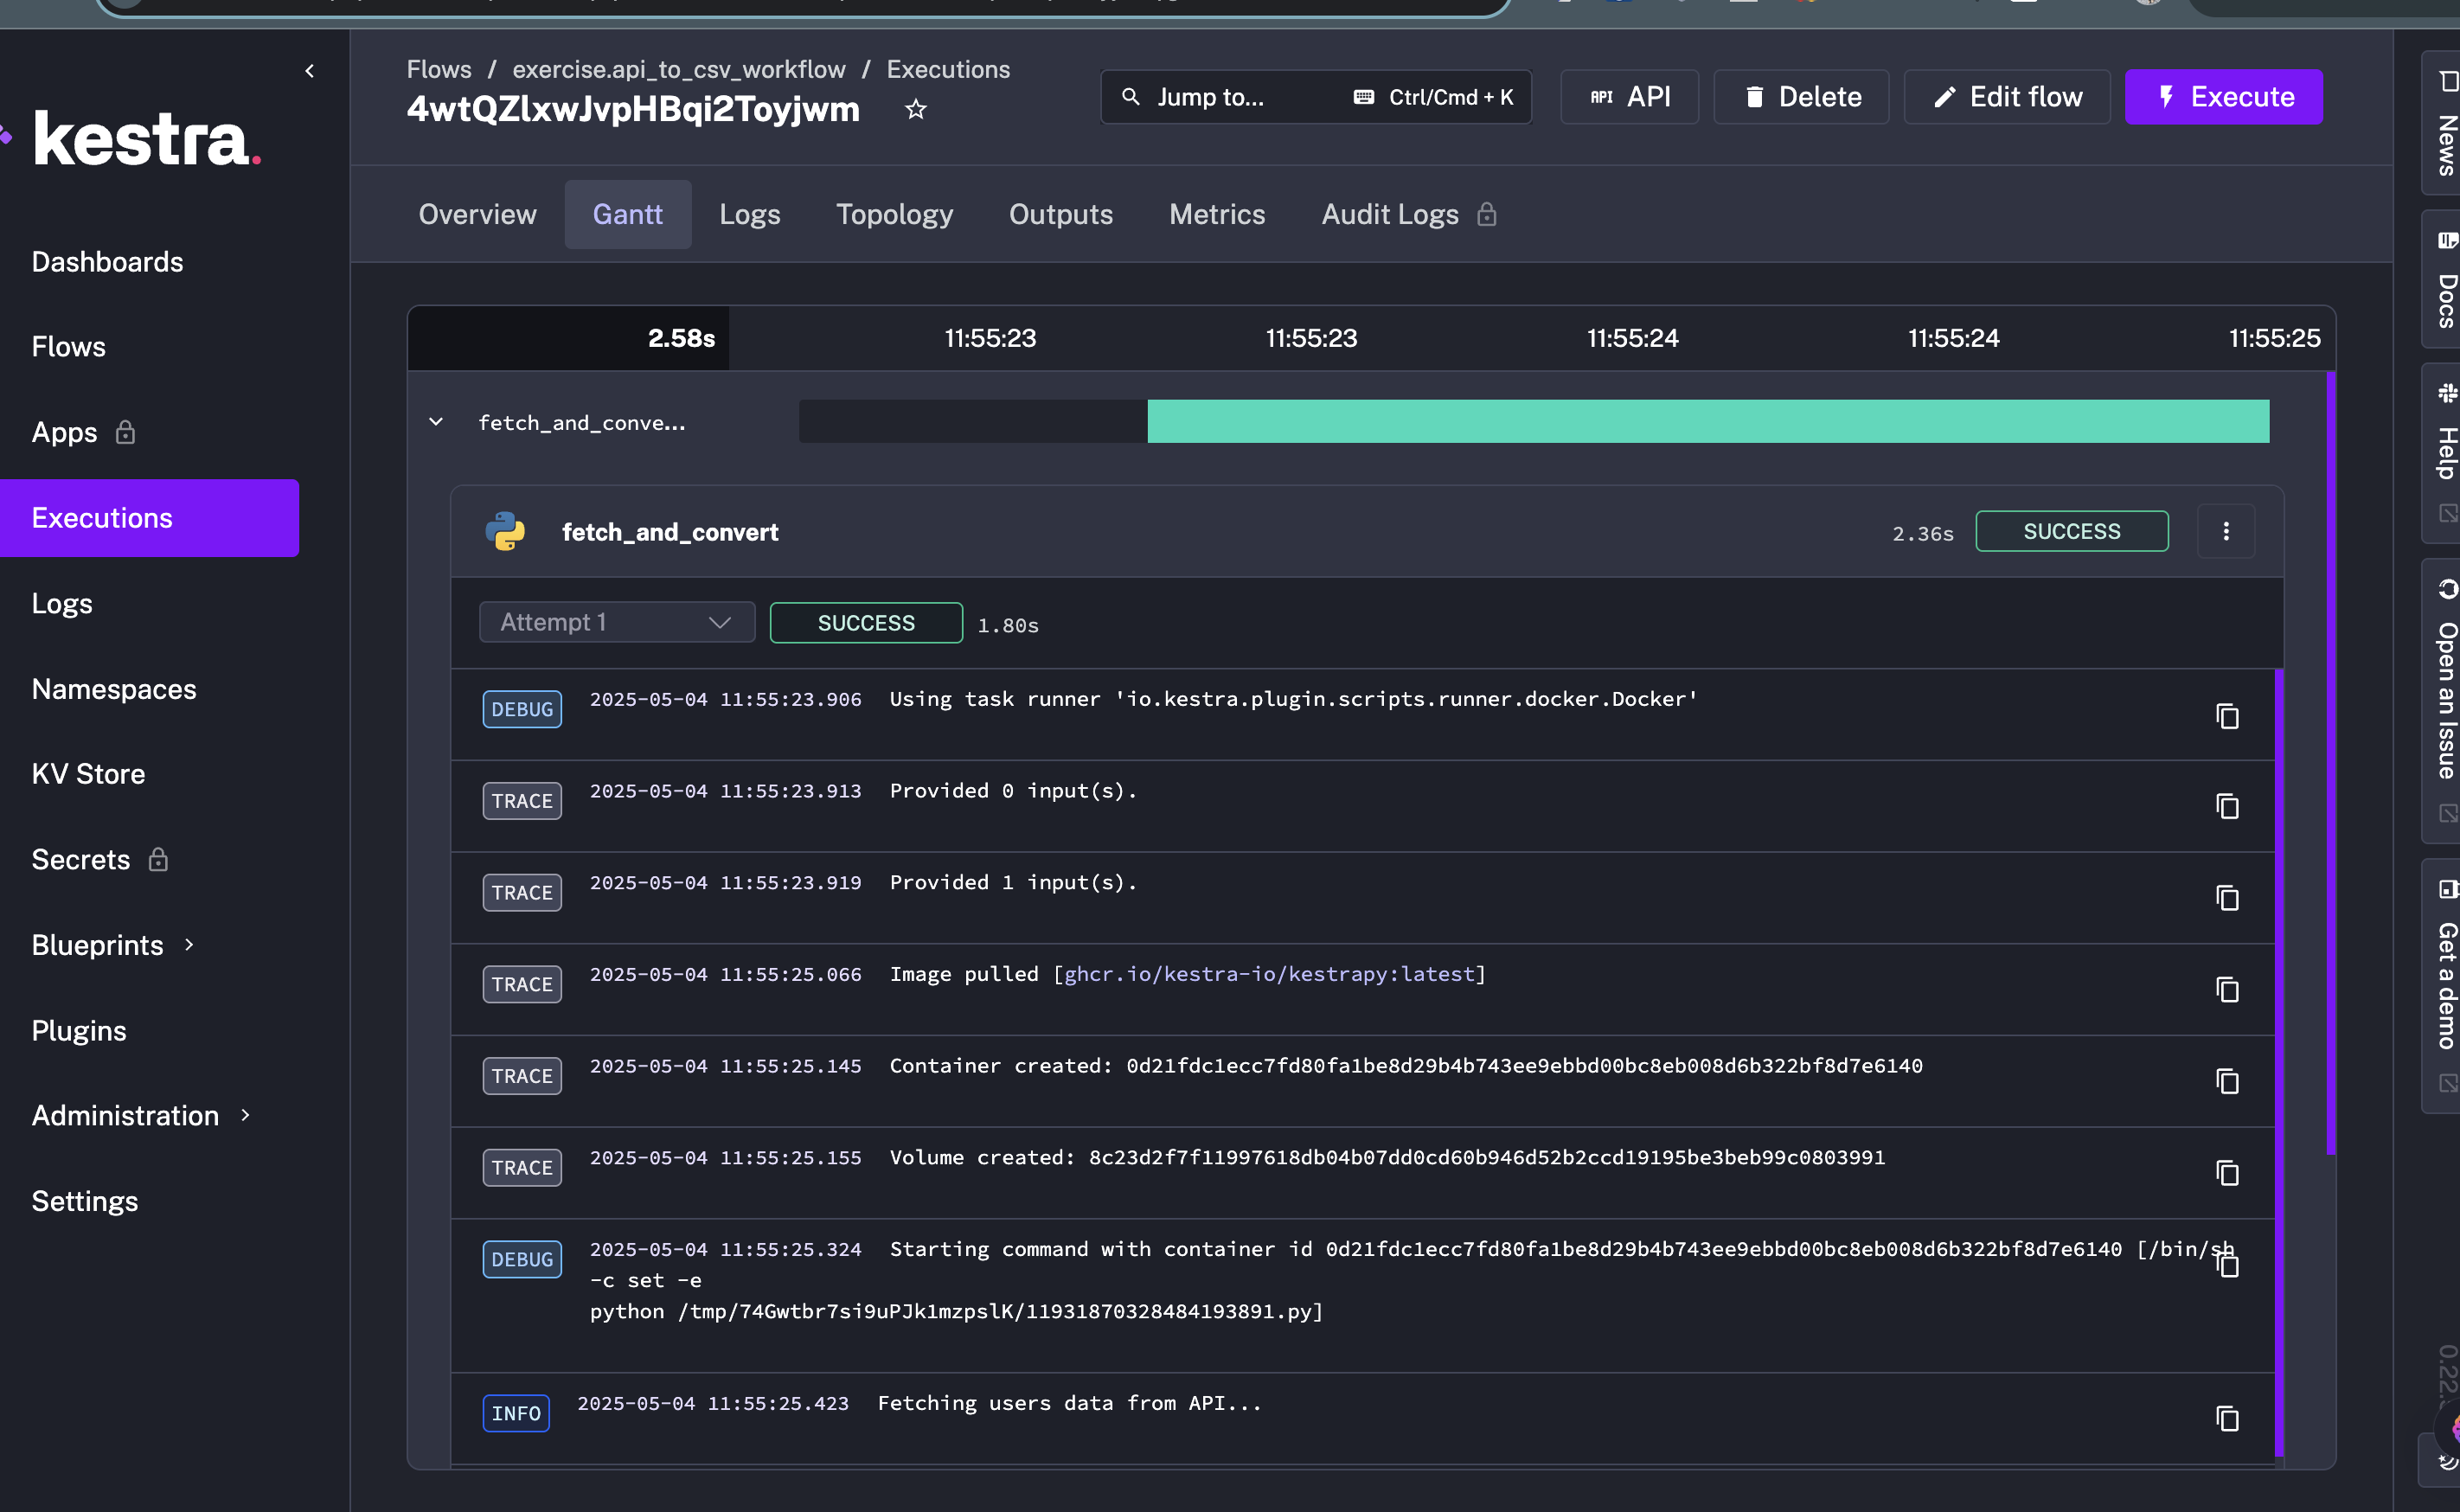 kestra.
Dashboards
Flows
Apps
Executions
Logs
Namespaces
KV Store
Secrets
Blueprints
Plugins
Administration
Settings
Flows / exercise.api_to_csv_workflow / Executions
4wtQZlxwJvpHBqi2Toyjwm
Jump to... Ctrl/Cmd + K
API API
Delete
Edit flow
Execute
Overview Gantt Logs Topology Outputs Metrics Audit Logs
2.58s 11:55:23 11:55:23 11:55:24 11:55:24 11:55:25
fetch_and_conve...
fetch_and_convert 2.36s SUCCESS
Attempt 1 SUCCESS 1.80s
DEBUG 2025-05-04 11:55:23.906 Using task runner 'io.kestra.plugin.scripts.runner.docker.Docker'
TRACE 2025-05-04 11:55:23.913 Provided 0 input(s).
TRACE 2025-05-04 11:55:23.919 Provided 1 input(s).
TRACE 2025-05-04 11:55:25.066 Image pulled [ghcr.io/kestra-io/kestrapy:latest]
TRACE 2025-05-04 11:55:25.145 Container created: 0d21fdc1ecc7fd80fa1be8d29b4b743ee9ebbd00bc8eb008d6b322bf8d7e6140
TRACE 2025-05-04 11:55:25.155 Volume created: 8c23d2f7f11997618db04b07dd0cd60b946d52b2ccd19195be3beb99c0803991
DEBUG 2025-05-04 11:55:25.324 Starting command with container id 0d21fdc1ecc7fd80fa1be8d29b4b743ee9ebbd00bc8eb008d6b322bf8d7e6140 [/bin/sh
-c set -e
python /tmp/74Gwtbr7si9uPJk1mzpslK/11931870328484193891.py]
INFO 2025-05-04 11:55:25.423 Fetching users data from API...
News
Docs
Help
Open an Issue
Get a demo